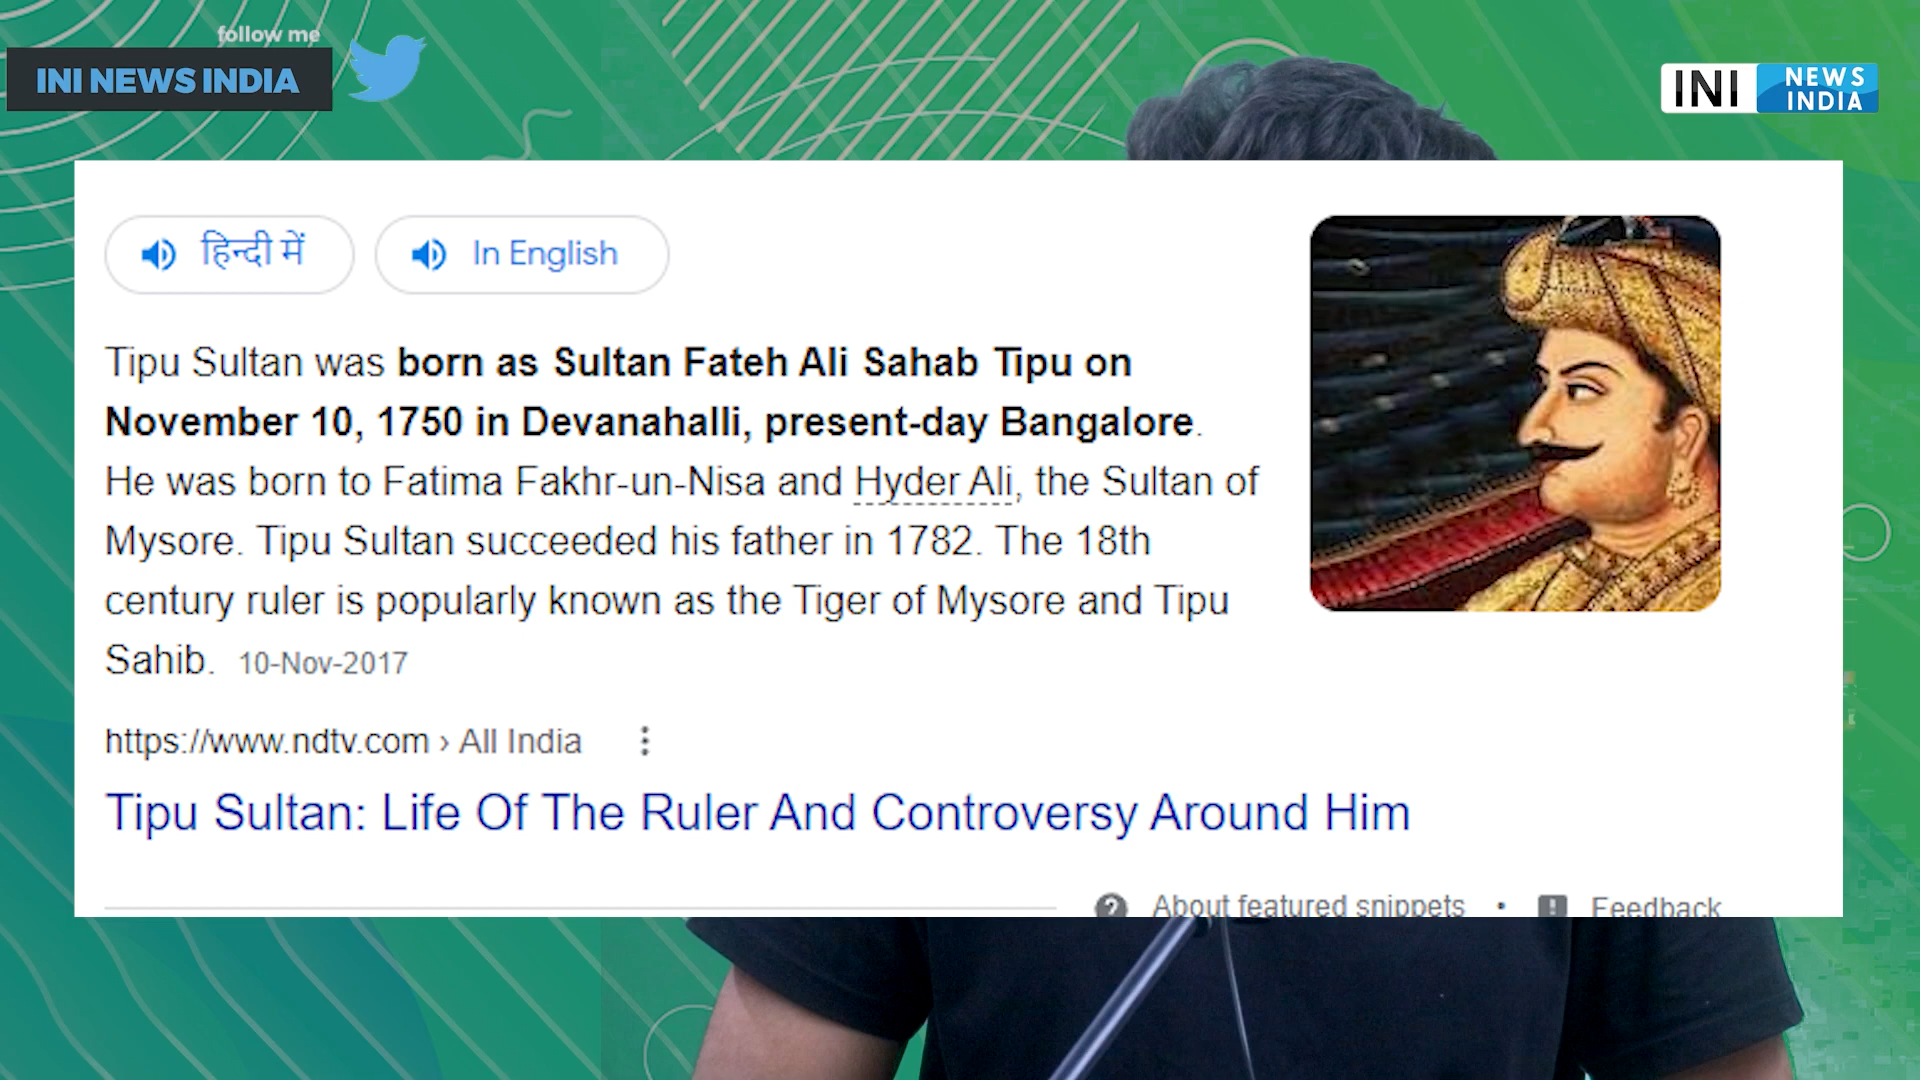 follow me
INI NEWS INDIA
INI NEWS
INDIA
हिन्दी में
In English
Tipu Sultan was born as Sultan Fateh Ali Sahab Tipu on
November 10, 1750 in Devanahalli, present-day Bangalore.
He was born to Fatima Fakhr-un-Nisa and Hyder Ali, the Sultan of
Mysore. Tipu Sultan succeeded his father in 1782. The 18th
century ruler is popularly known as the Tiger of Mysore and Tipu
Sahib. 10-Nov-2017
https://www.ndtv.com › All India
Tipu Sultan: Life Of The Ruler And Controversy Around Him
About featured snippets • Feedback